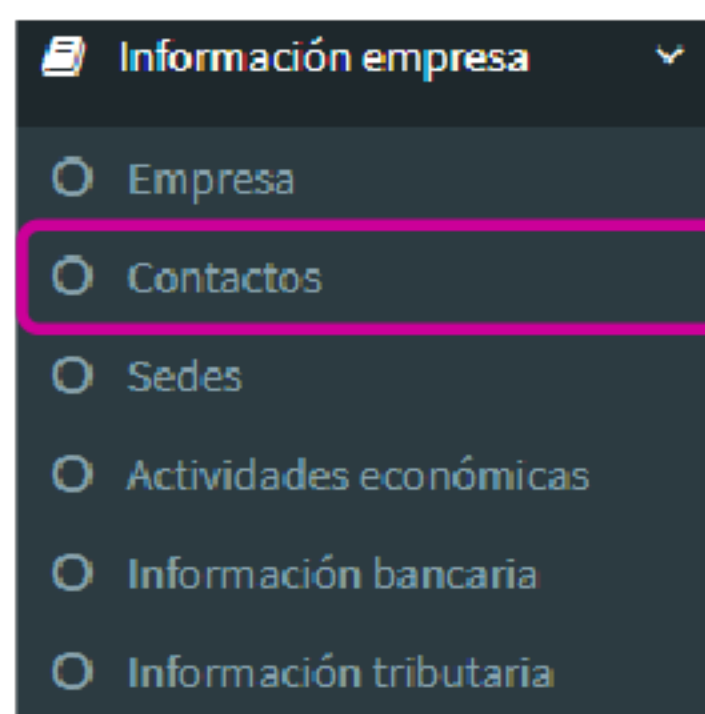 Información empresa
Empresa
Contactos
Sedes
Actividades económicas
Información bancaria
Información tributaria